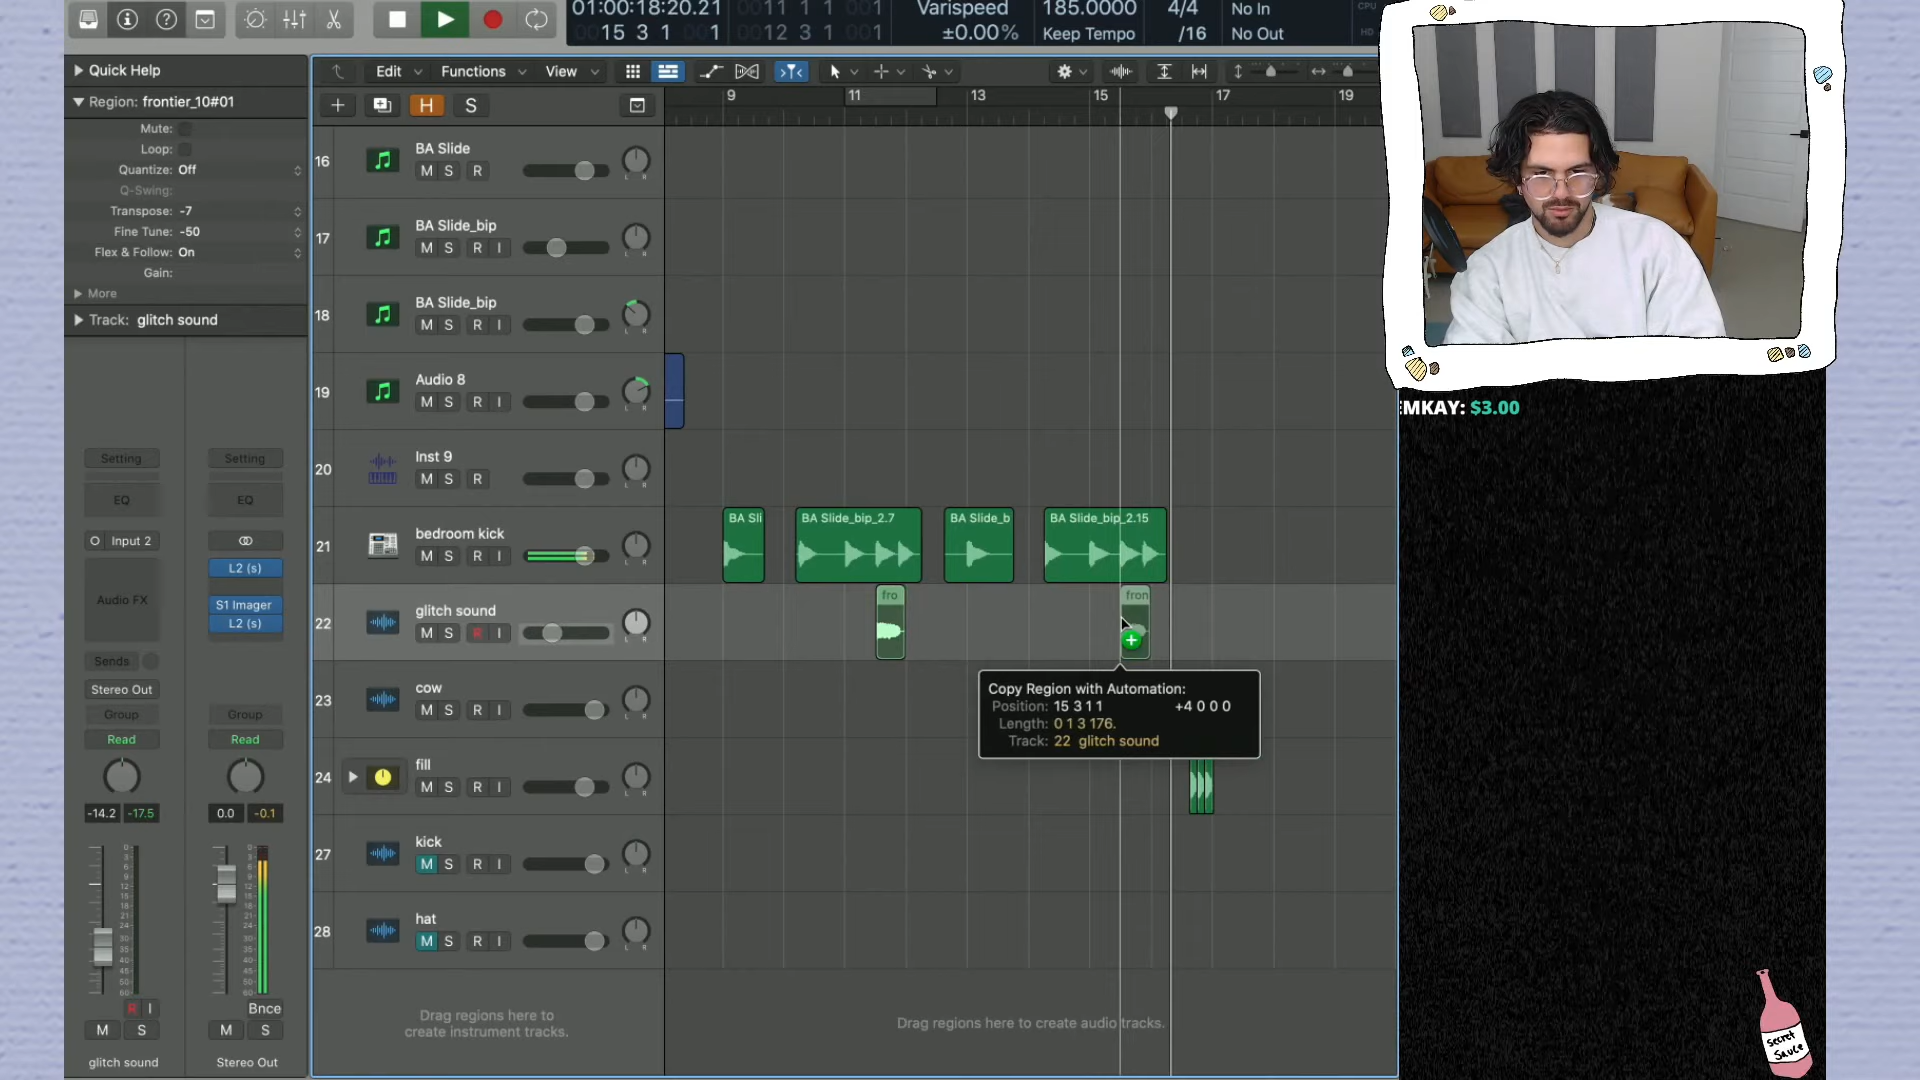 01:00:18:20.21
15 3 1 001
11 1 1 001
12 3 1 001
Varispeed
±0.00%
185.0000
Keep Tempo
4/4
/16
No In
No Out
CPU
HD
Quick Help
Region: frontier_10#01
Mute:
Loop:
Quantize: Off
Q-Swing:
Transpose: -7
Fine Tune: -50
Flex & Follow: On
Gain:
More
Track: glitch sound
Edit
Functions
View
H S
9 11 13 15 17 19
16 BA Slide
M S R
17 BA Slide_bip
M S R I
18 BA Slide_bip
M S R I
19 Audio 8
M S R I
20 Inst 9
M S R
21 bedroom kick
M S R I
22 glitch sound
M S R I
23 cow
M S R I
24 fill
M S R I
27 kick
M S R I
28 hat
M S R I
BA Sli
BA Slide_bip_2.7
BA Slide_b
BA Slide_bip_2.15
fro
fron
Copy Region with Automation:
Position: 15 3 1 1 +4 0 0 0
Length: 0 1 3 176.
Track: 22 glitch sound
Drag regions here to
create instrument tracks.
Drag regions here to create audio tracks.
Setting Setting
EQ EQ
Input 2
L2 (s)
Audio FX
S1 Imager
L2 (s)
Sends
Stereo Out
Group Group
Read Read
-14.2 -17.5 0.0 -0.1
R I
Bnce
M S M S
glitch sound
Stereo Out
EMKAY: $3.00
Secret
Sauce